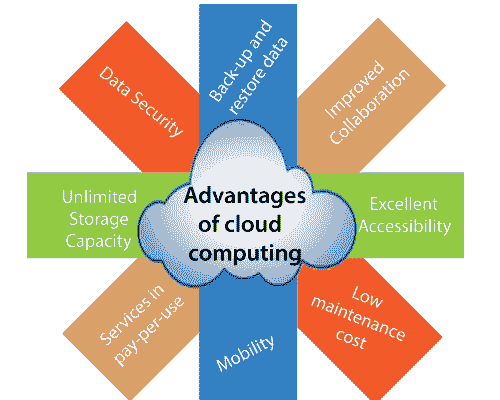 Back-up and
restore data
Improved
Collaboration
Excellent
Accessibility
Low
maintenance
cost
Mobility
Services in
pay-per-use
Unlimited
Storage
Capacity
Data Security
Advantages
of cloud
computing